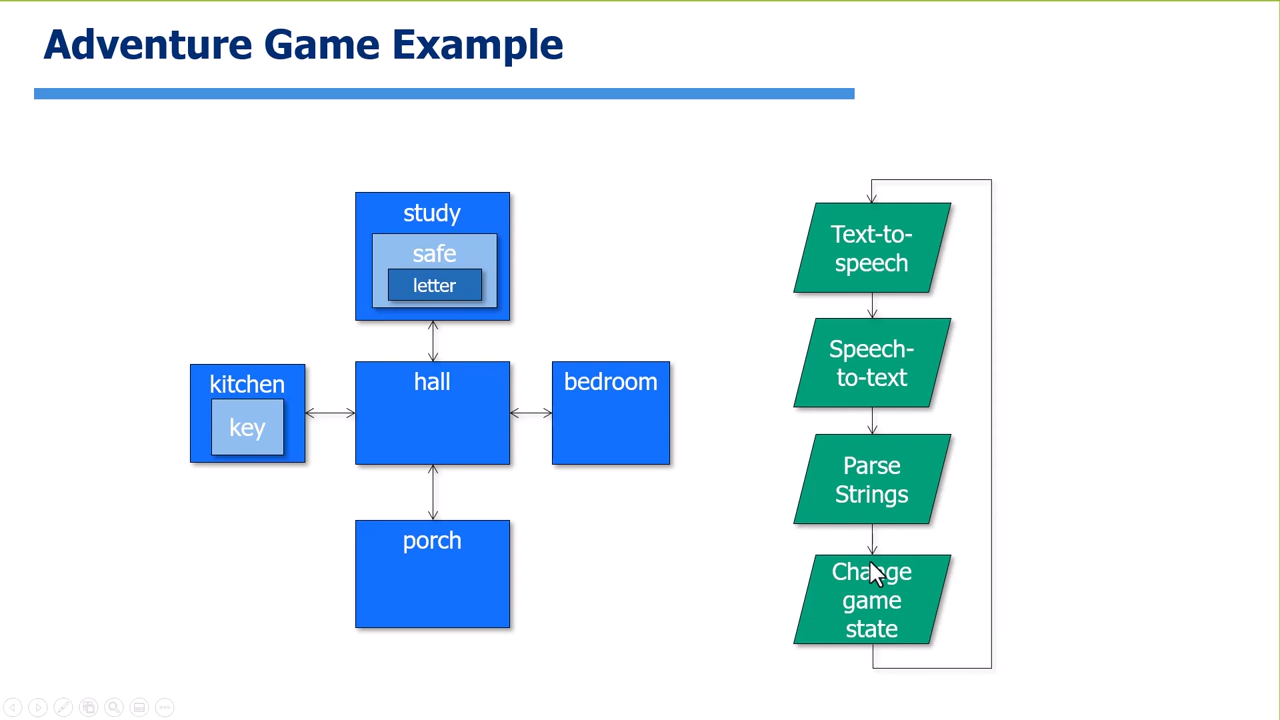 Adventure Game Example
study
safe
letter
kitchen
key
hall
bedroom
porch
Text-to-
speech
Speech-
to-text
Parse
Strings
Change
game
state